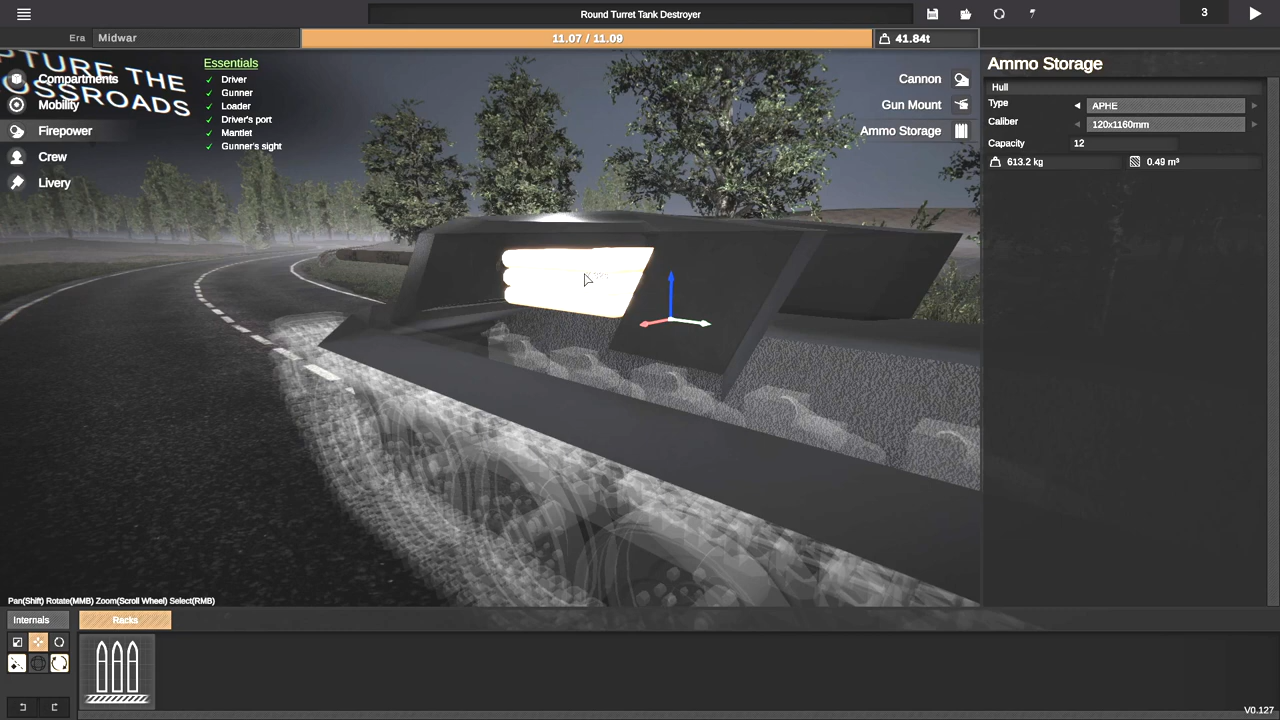 Round Turret Tank Destroyer
3
Era
Midwar
11.07 / 11.09
41.84t
PTURE THE
OSSROADS
Compartments
Mobility
Firepower
Crew
Livery
Essentials
✓ Driver
✓ Gunner
✓ Loader
✓ Driver's port
✓ Mantlet
✓ Gunner's sight
Cannon
Gun Mount
Ammo Storage
Ammo Storage
Hull
Type
APHE
Caliber
120x1160mm
Capacity
12
613.2 kg
0.49 m³
Pan(Shift) Rotate(MMB) Zoom(Scroll Wheel) Select(RMB)
Internals
Racks
V0.127